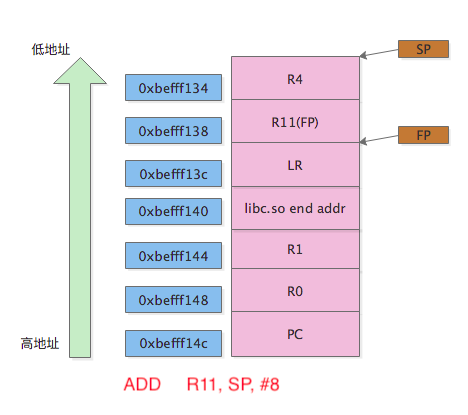 低地址
SP
R4
0xbefff134
R11(FP)
0xbefff138
FP
LR
0xbefff13c
libc.so end addr
0xbefff140
R1
0xbefff144
R0
0xbefff148
PC
高地址
0xbefff14c
ADD R11, SP, #8